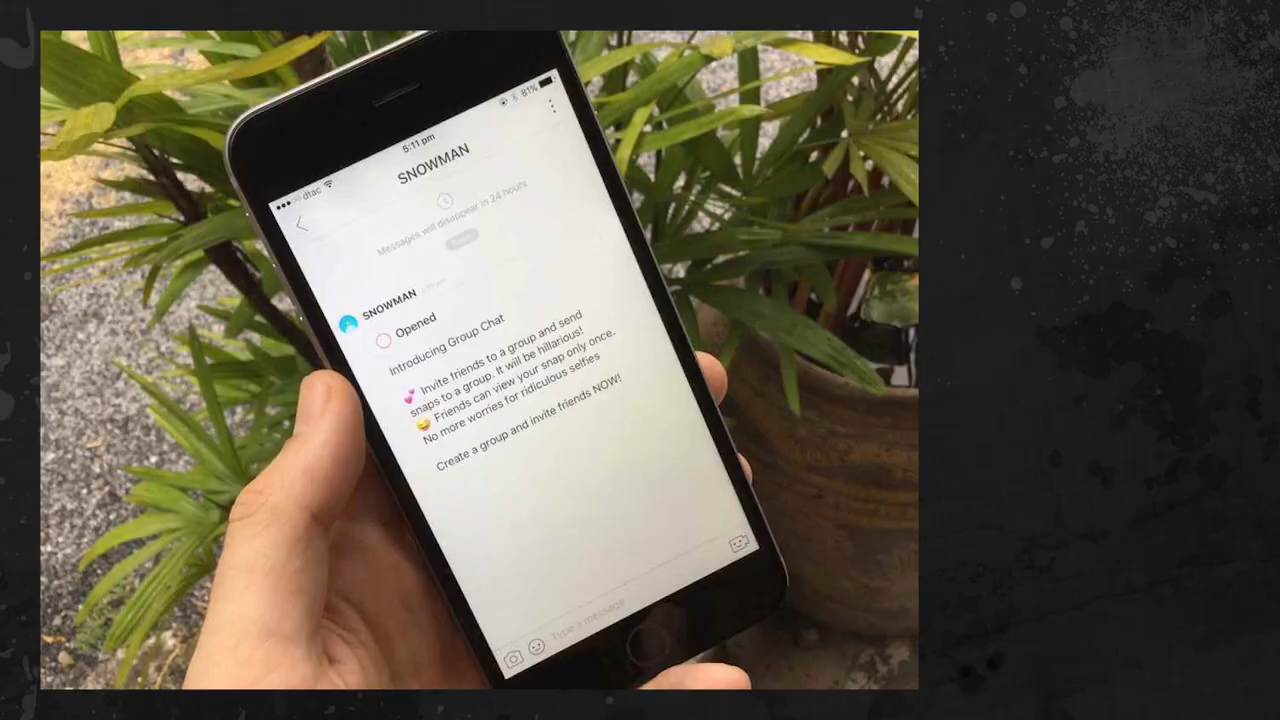 dtac
5:11 pm
81%
SNOWMAN
Messages will disappear in 24 hours
SNOWMAN
Opened
Introducing Group Chat
💕 Invite friends to a group and send
snaps to a group. It will be hillarious!
😄 Friends can view your snap only once.
No more worries for ridiculous selfies
Create a group and invite friends NOW!
Type a message